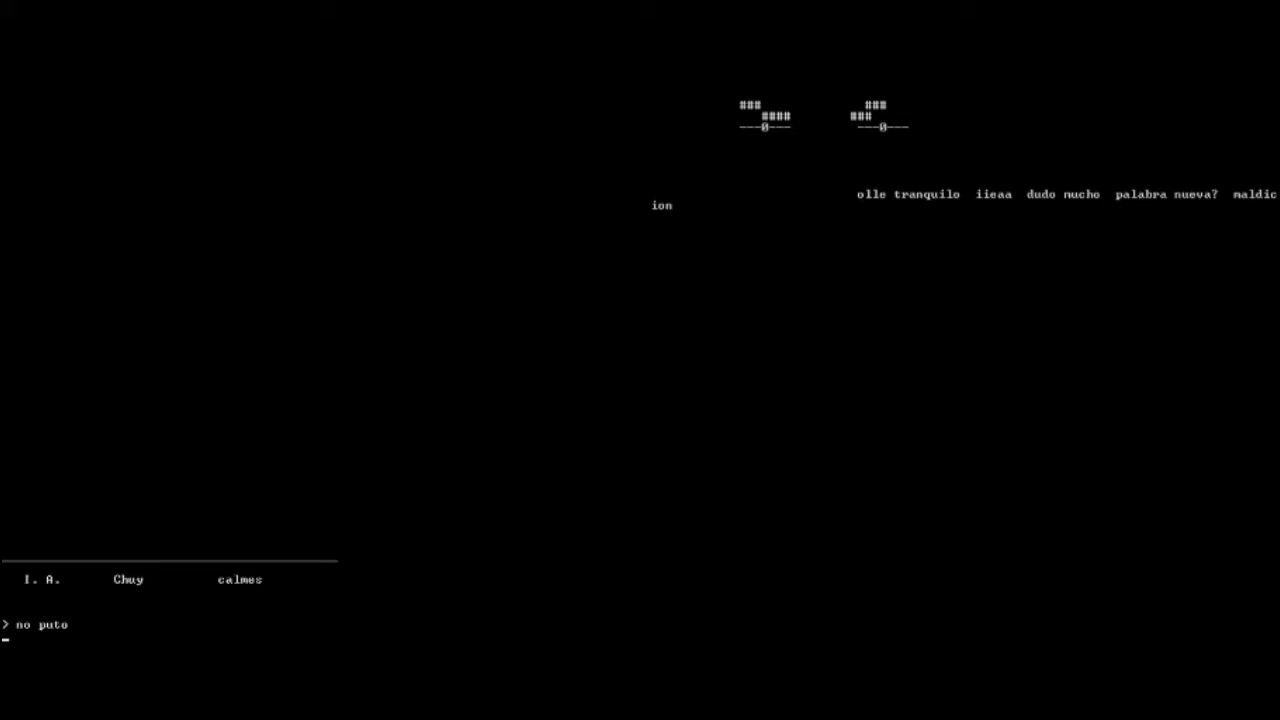 ###                ###
   ####         ###
---0---         ---0---
olle tranquilo  iieaa  dudo mucho  palabra nueva?  maldic
ion
I. A.       Chuy          calmes
> no puto